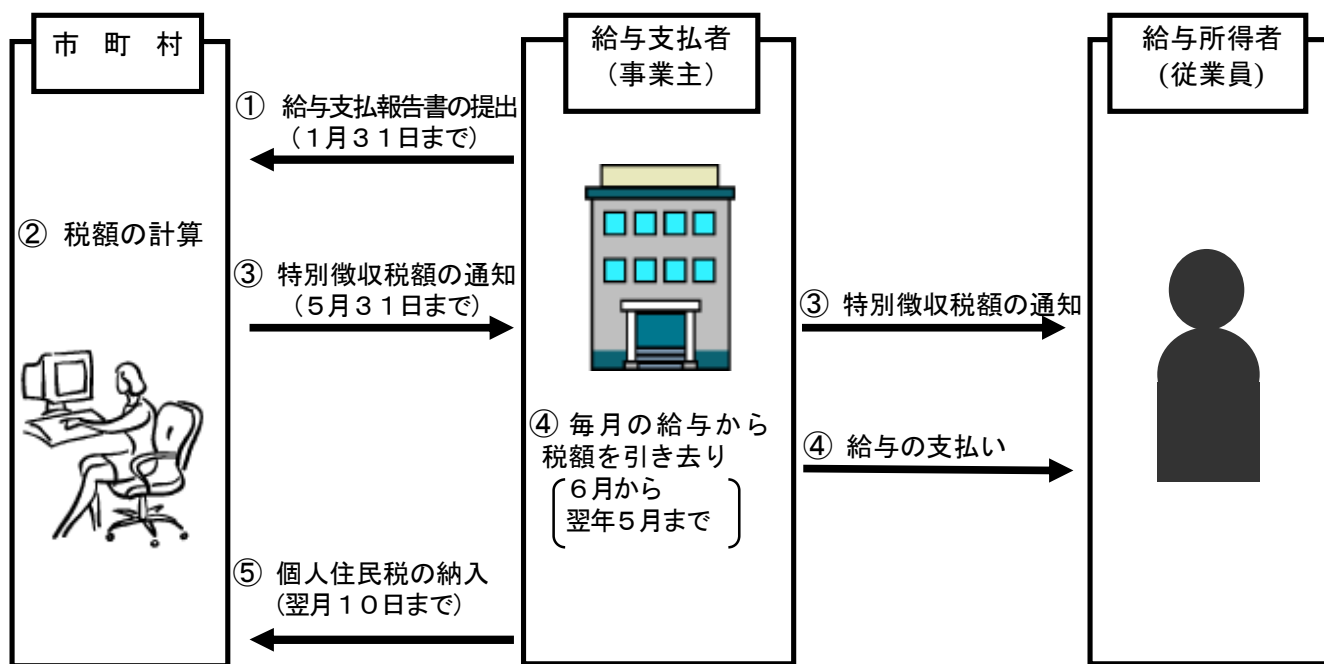 市 町 村
給与支払者
（事業主）
給与所得者
(従業員)
① 給与支払報告書の提出
（１月３１日まで）
② 税額の計算
③ 特別徴収税額の通知
（５月３１日まで）
③ 特別徴収税額の通知
④ 毎月の給与から
税額を引き去り
６月から
翌年５月まで
④ 給与の支払い
⑤ 個人住民税の納入
(翌月１０日まで）